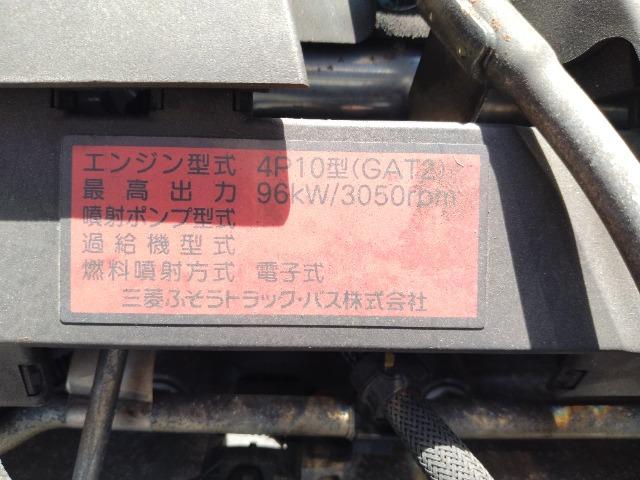 エンジン型式 4P10型(GAT2)
最高出力 96kW/3050rpm
噴射ポンプ型式
過給機型式
燃料噴射方式 電子式
三菱ふそうトラック・バス株式会社